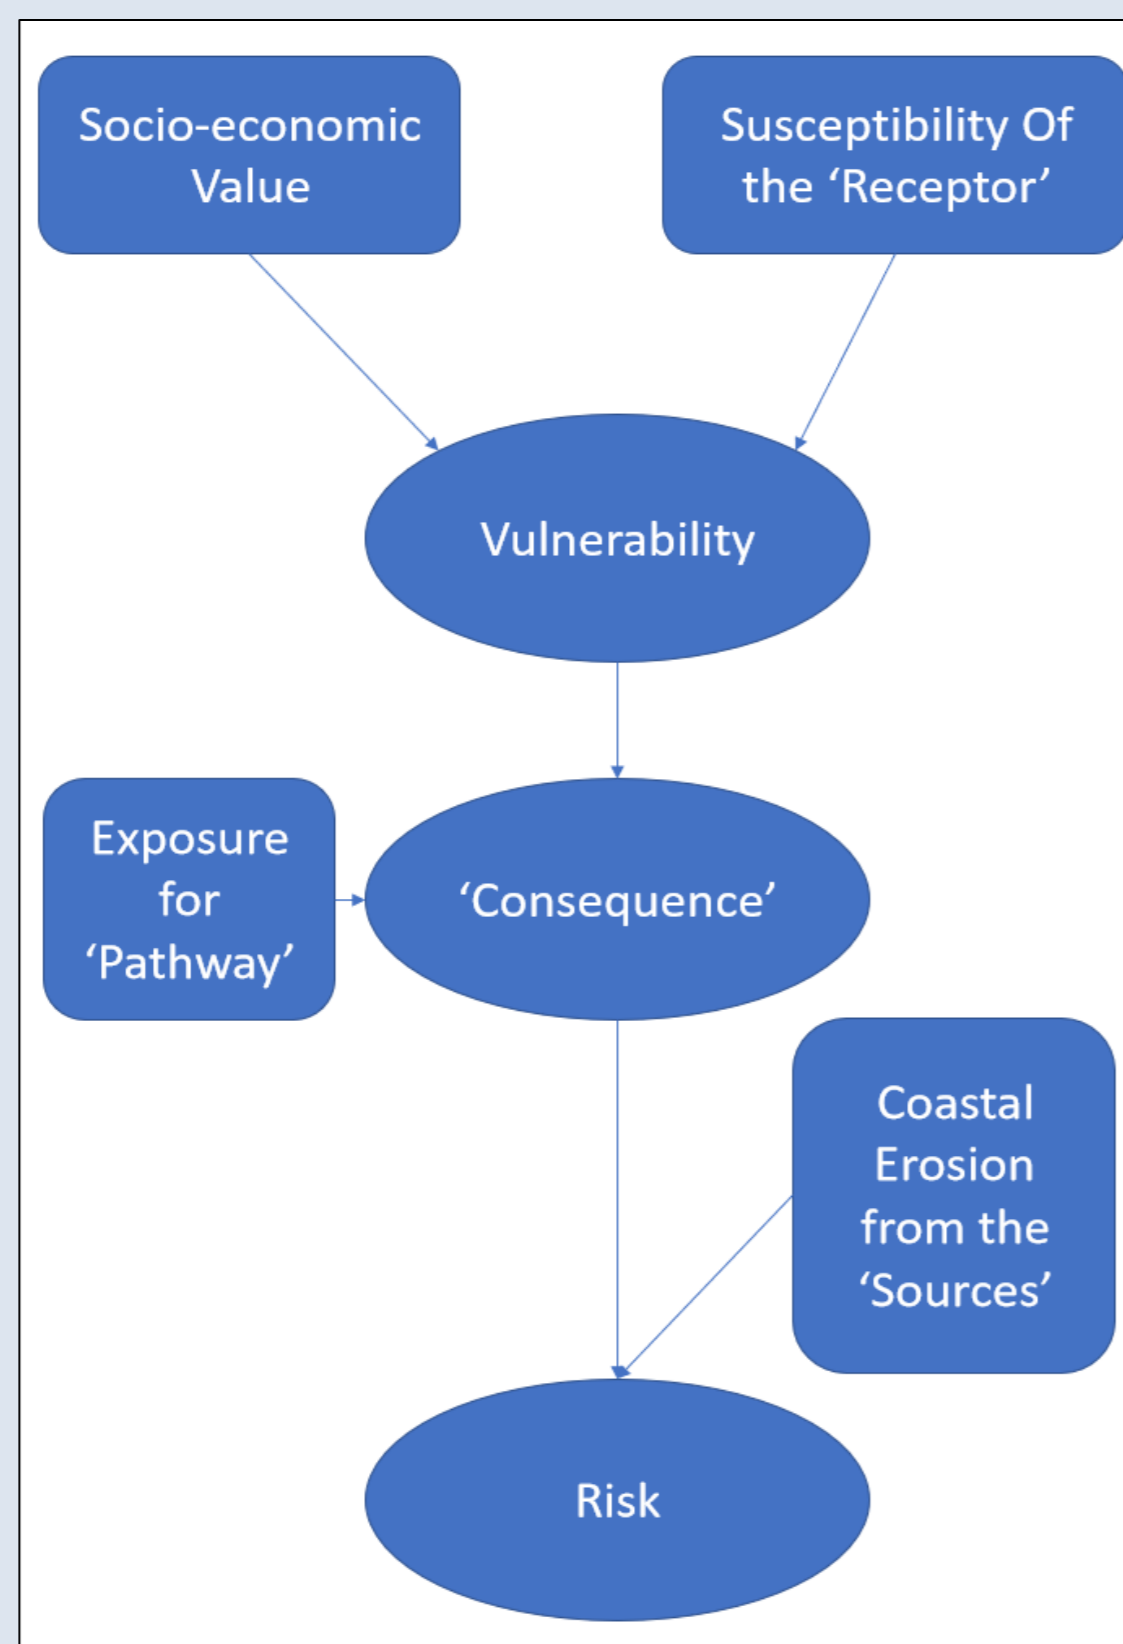 Socio-economic
Value
Susceptibility Of
the ‘Receptor’
Vulnerability
Exposure
for
‘Pathway’
‘Consequence’
Coastal
Erosion
from the
‘Sources’
Risk